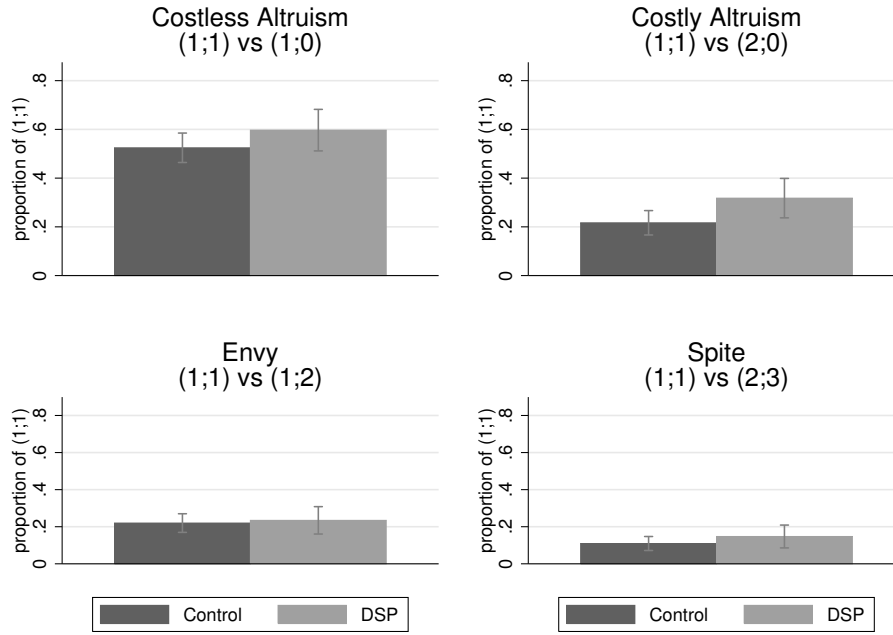 Costless Altruism
(1;1) vs (1;0)
proportion of (1;1)
.8
.6
.4
.2
0
Costly Altruism
(1;1) vs (2;0)
proportion of (1;1)
.8
.6
.4
.2
0
Envy
(1;1) vs (1;2)
proportion of (1;1)
.8
.6
.4
.2
0
Control DSP
Spite
(1;1) vs (2;3)
proportion of (1;1)
.8
.6
.4
.2
0
Control DSP